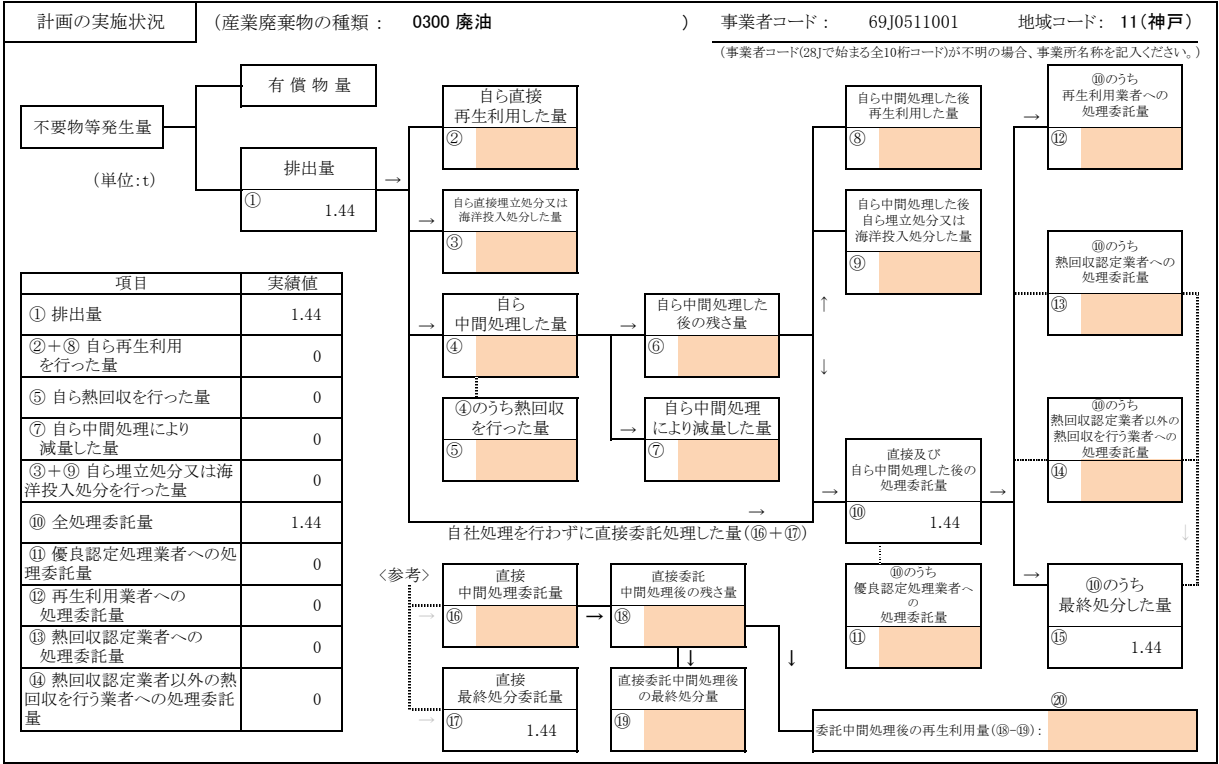 計画の実施状況
（産業廃棄物の種類 : 0300 廃油 ）
事業者コード : 69J0511001 地域コード: 11(神戸)
（事業者コード(28Jで始まる全10桁コード)が不明の場合、事業所名称を記入ください。）
不要物等発生量
(単位:t)
有償物量
排出量
→
① 1.44
自ら直接
再生利用した量
②
→
自ら直接埋立処分又は
海洋投入処分した量
③
→
自ら
中間処理した量
④
④のうち熱回収
を行った量
⑤
→
自ら中間処理した
後の残さ量
⑥
→
自ら中間処理
により減量した量
⑦
自ら中間処理した後
再生利用した量
⑧
自ら中間処理した後
自ら埋立処分又は
海洋投入処分した量
⑨
↑
↓
→
→
自社処理を行わずに直接委託処理した量(⑯＋⑰)
直接及び
自ら中間処理した後の
処理委託量
⑩ 1.44
→
⑩のうち
優良認定処理業者へ
の
処理委託量
⑪
→
⑩のうち
再生利用業者への
処理委託量
⑫
⑩のうち
熱回収認定業者への
処理委託量
⑬
⑩のうち
熱回収認定業者以外の
熱回収を行う業者への
処理委託量
⑭
↓
→
⑩のうち
最終処分した量
⑮ 1.44
項目 実績値
① 排出量 1.44
②＋⑧ 自ら再生利用
を行った量 0
⑤ 自ら熱回収を行った量 0
⑦ 自ら中間処理により
減量した量 0
③＋⑨ 自ら埋立処分又は海
洋投入処分を行った量 0
⑩ 全処理委託量 1.44
⑪ 優良認定処理業者への処
理委託量 0
⑫ 再生利用業者への
処理委託量 0
⑬ 熱回収認定業者への
処理委託量 0
⑭ 熱回収認定業者以外の熱
回収を行う業者への処理委託
量 0
〈参考〉
→
直接
中間処理委託量
⑯
→
直接委託
中間処理後の残さ量
⑱
↓
↓
→
直接
最終処分委託量
⑰ 1.44
直接委託中間処理後
の最終処分量
⑲
⑳
委託中間処理後の再生利用量(⑱-⑲) :